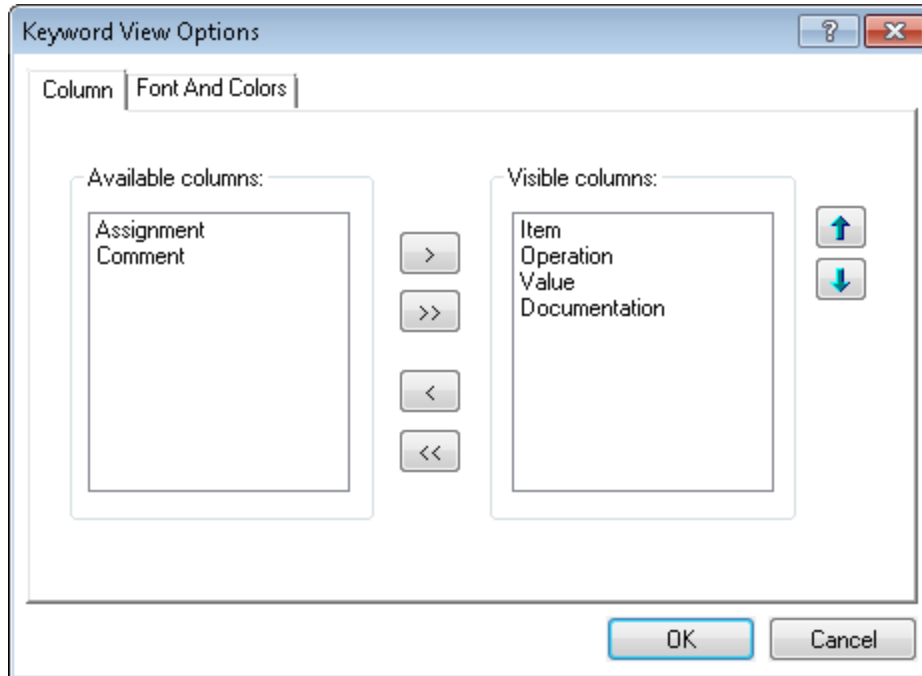 Keyword View Options
?
Column
Font And Colors
Available columns:
Assignment
Comment
>
>>
<
<<
Visible columns:
Item
Operation
Value
Documentation
OK
Cancel